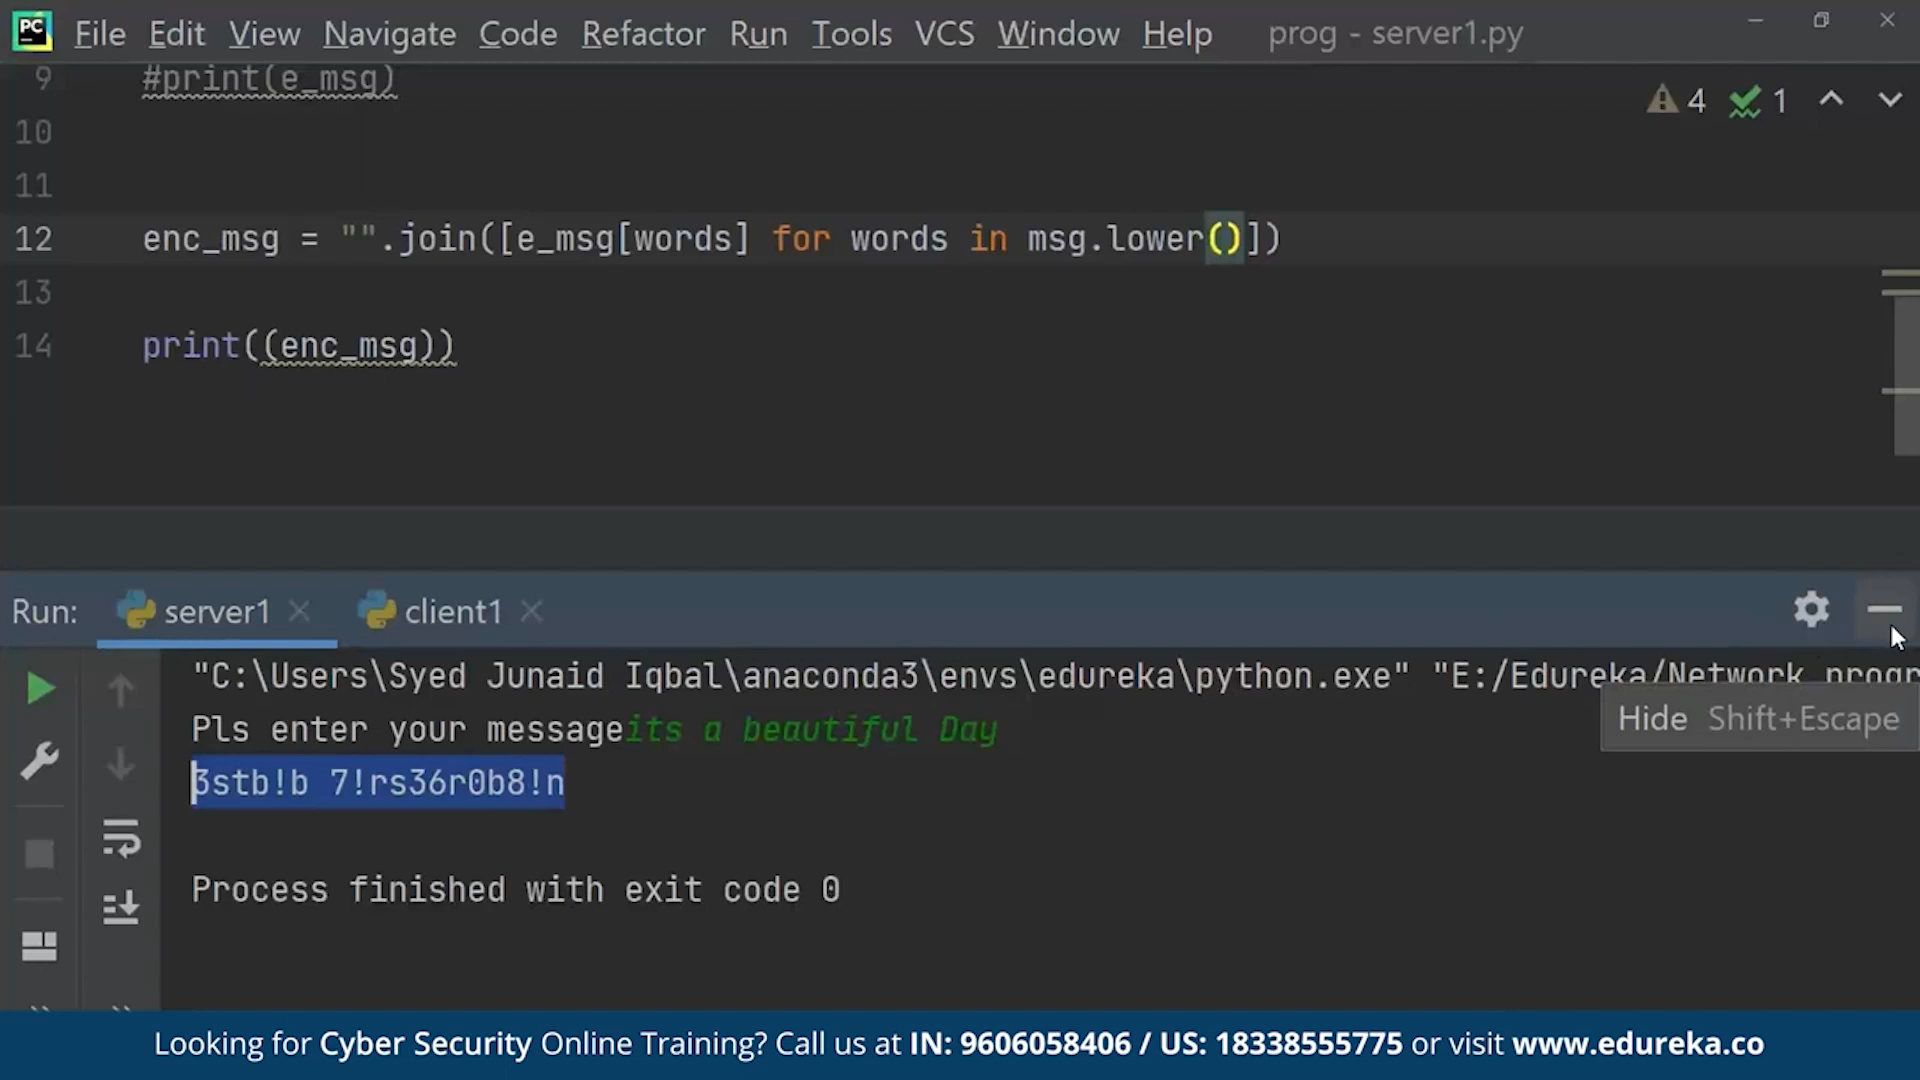 PC File Edit View Navigate Code Refactor Run Tools VCS Window Help prog - server1.py
9 #print(e_msg)
4 1
10
11
12 enc_msg = "".join([e_msg[words] for words in msg.lower()])
13
14 print((enc_msg))
Run: server1 client1
"C:\Users\Syed Junaid Iqbal\anaconda3\envs\edureka\python.exe" "E:/Edureka/Network progr
Hide Shift+Escape
Pls enter your messageits a beautiful Day
3stb!b 7!rs36r0b8!n
Process finished with exit code 0
Looking for Cyber Security Online Training? Call us at IN: 9606058406 / US: 18338555775 or visit www.edureka.co